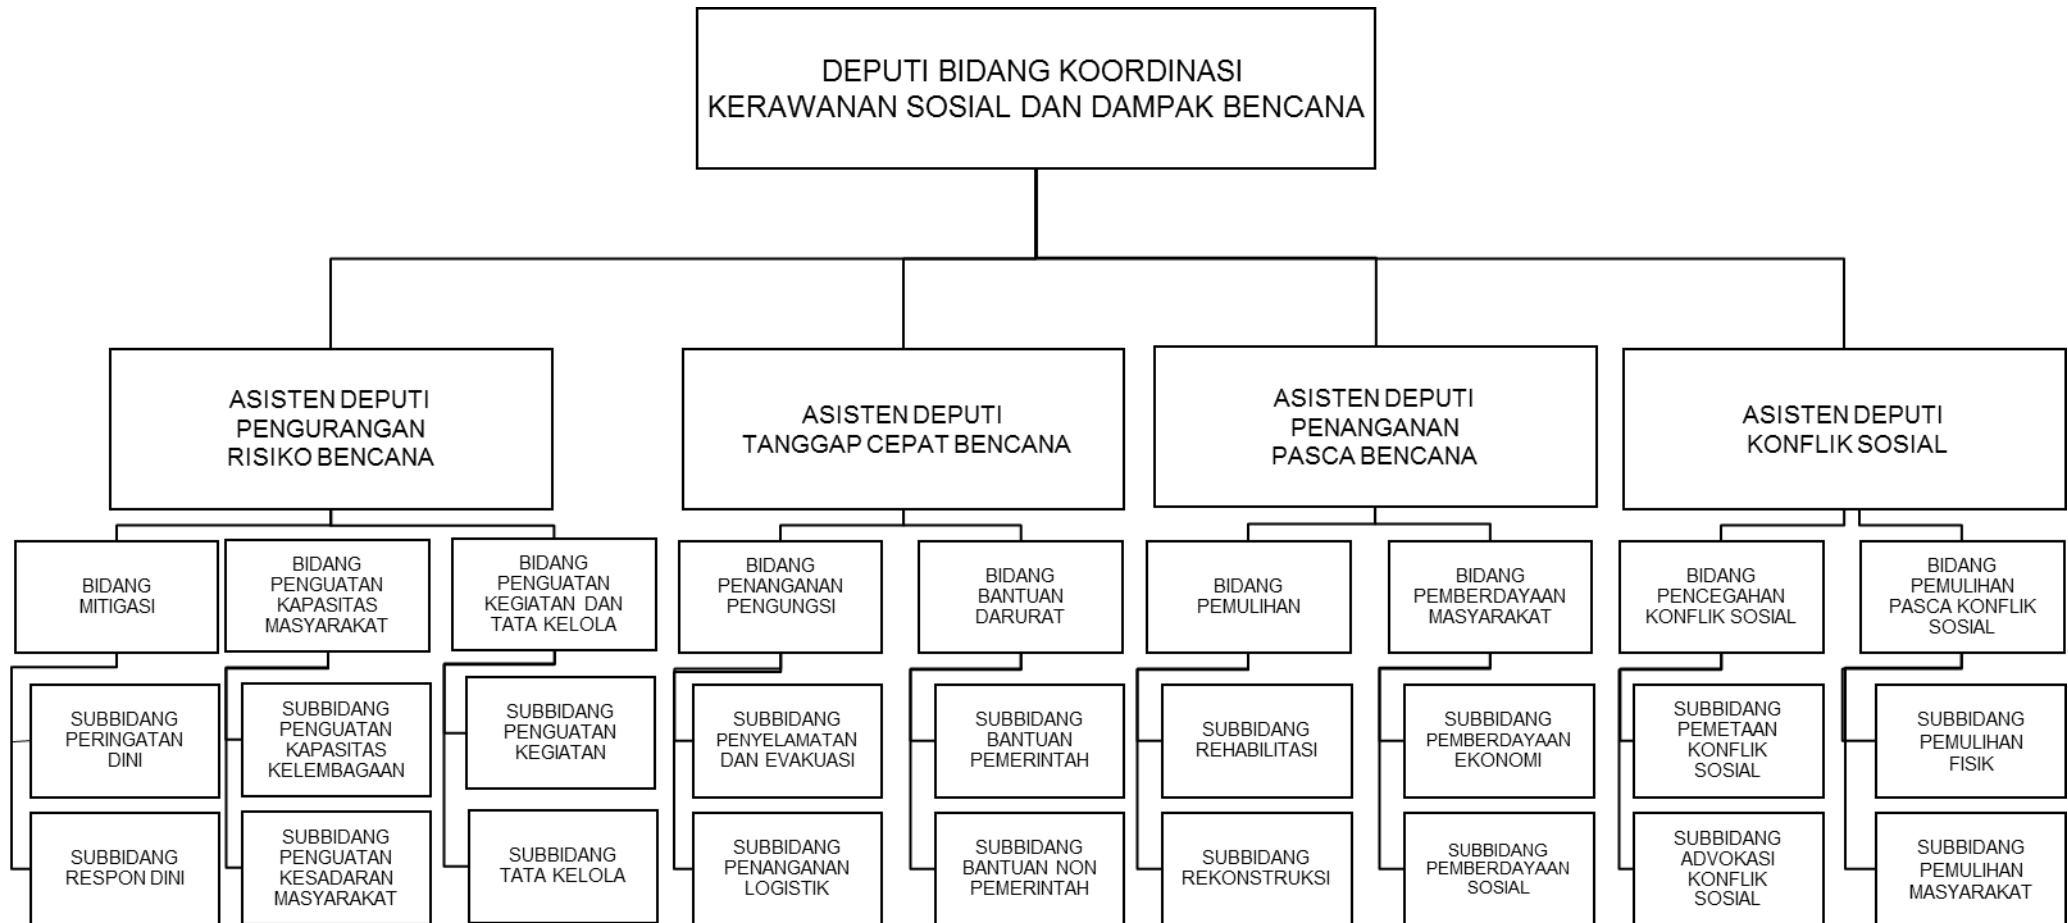 DEPUTI BIDANG KOORDINASI
KERAWANAN SOSIAL DAN DAMPAK BENCANA
ASISTEN DEPUTI
PENGURANGAN
RISIKO BENCANA
ASISTEN DEPUTI
TANGGAP CEPAT BENCANA
ASISTEN DEPUTI
PENANGANAN
PASCA BENCANA
ASISTEN DEPUTI
KONFLIK SOSIAL
BIDANG
MITIGASI
BIDANG
PENGUATAN
KAPASITAS
MASYARAKAT
BIDANG
PENGUATAN
KEGIATAN DAN
TATA KELOLA
BIDANG
PENANGANAN
PENGUNGSI
BIDANG
BANTUAN
DARURAT
BIDANG
PEMULIHAN
BIDANG
PEMBERDAYAAN
MASYARAKAT
BIDANG
PENCEGAHAN
KONFLIK SOSIAL
BIDANG
PEMULIHAN
PASCA KONFLIK
SOSIAL
SUBBIDANG
PERINGATAN
DINI
SUBBIDANG
PENGUATAN
KAPASITAS
KELEMBAGAAN
SUBBIDANG
PENGUATAN
KEGIATAN
SUBBIDANG
PENYELAMATAN
DAN EVAKUASI
SUBBIDANG
BANTUAN
PEMERINTAH
SUBBIDANG
REHABILITASI
SUBBIDANG
PEMBERDAYAAN
EKONOMI
SUBBIDANG
PEMETAAN
KONFLIK
SOSIAL
SUBBIDANG
PEMULIHAN
FISIK
SUBBIDANG
RESPON DINI
SUBBIDANG
PENGUATAN
KESADARAN
MASYARAKAT
SUBBIDANG
TATA KELOLA
SUBBIDANG
PENANGANAN
LOGISTIK
SUBBIDANG
BANTUAN NON
PEMERINTAH
SUBBIDANG
REKONSTRUKSI
SUBBIDANG
PEMBERDAYAAN
SOSIAL
SUBBIDANG
ADVOKASI
KONFLIK
SOSIAL
SUBBIDANG
PEMULIHAN
MASYARAKAT